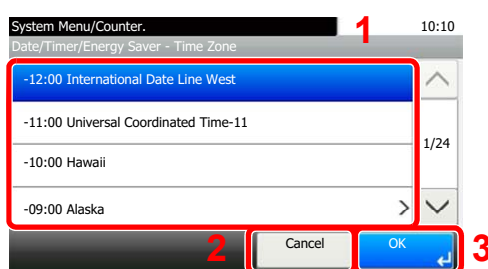 System Menu/Counter. 1 10:10
Date/Timer/Energy Saver - Time Zone
-12:00 International Date Line West
-11:00 Universal Coordinated Time-11
1/24
-10:00 Hawaii
-09:00 Alaska
2 Cancel OK 3